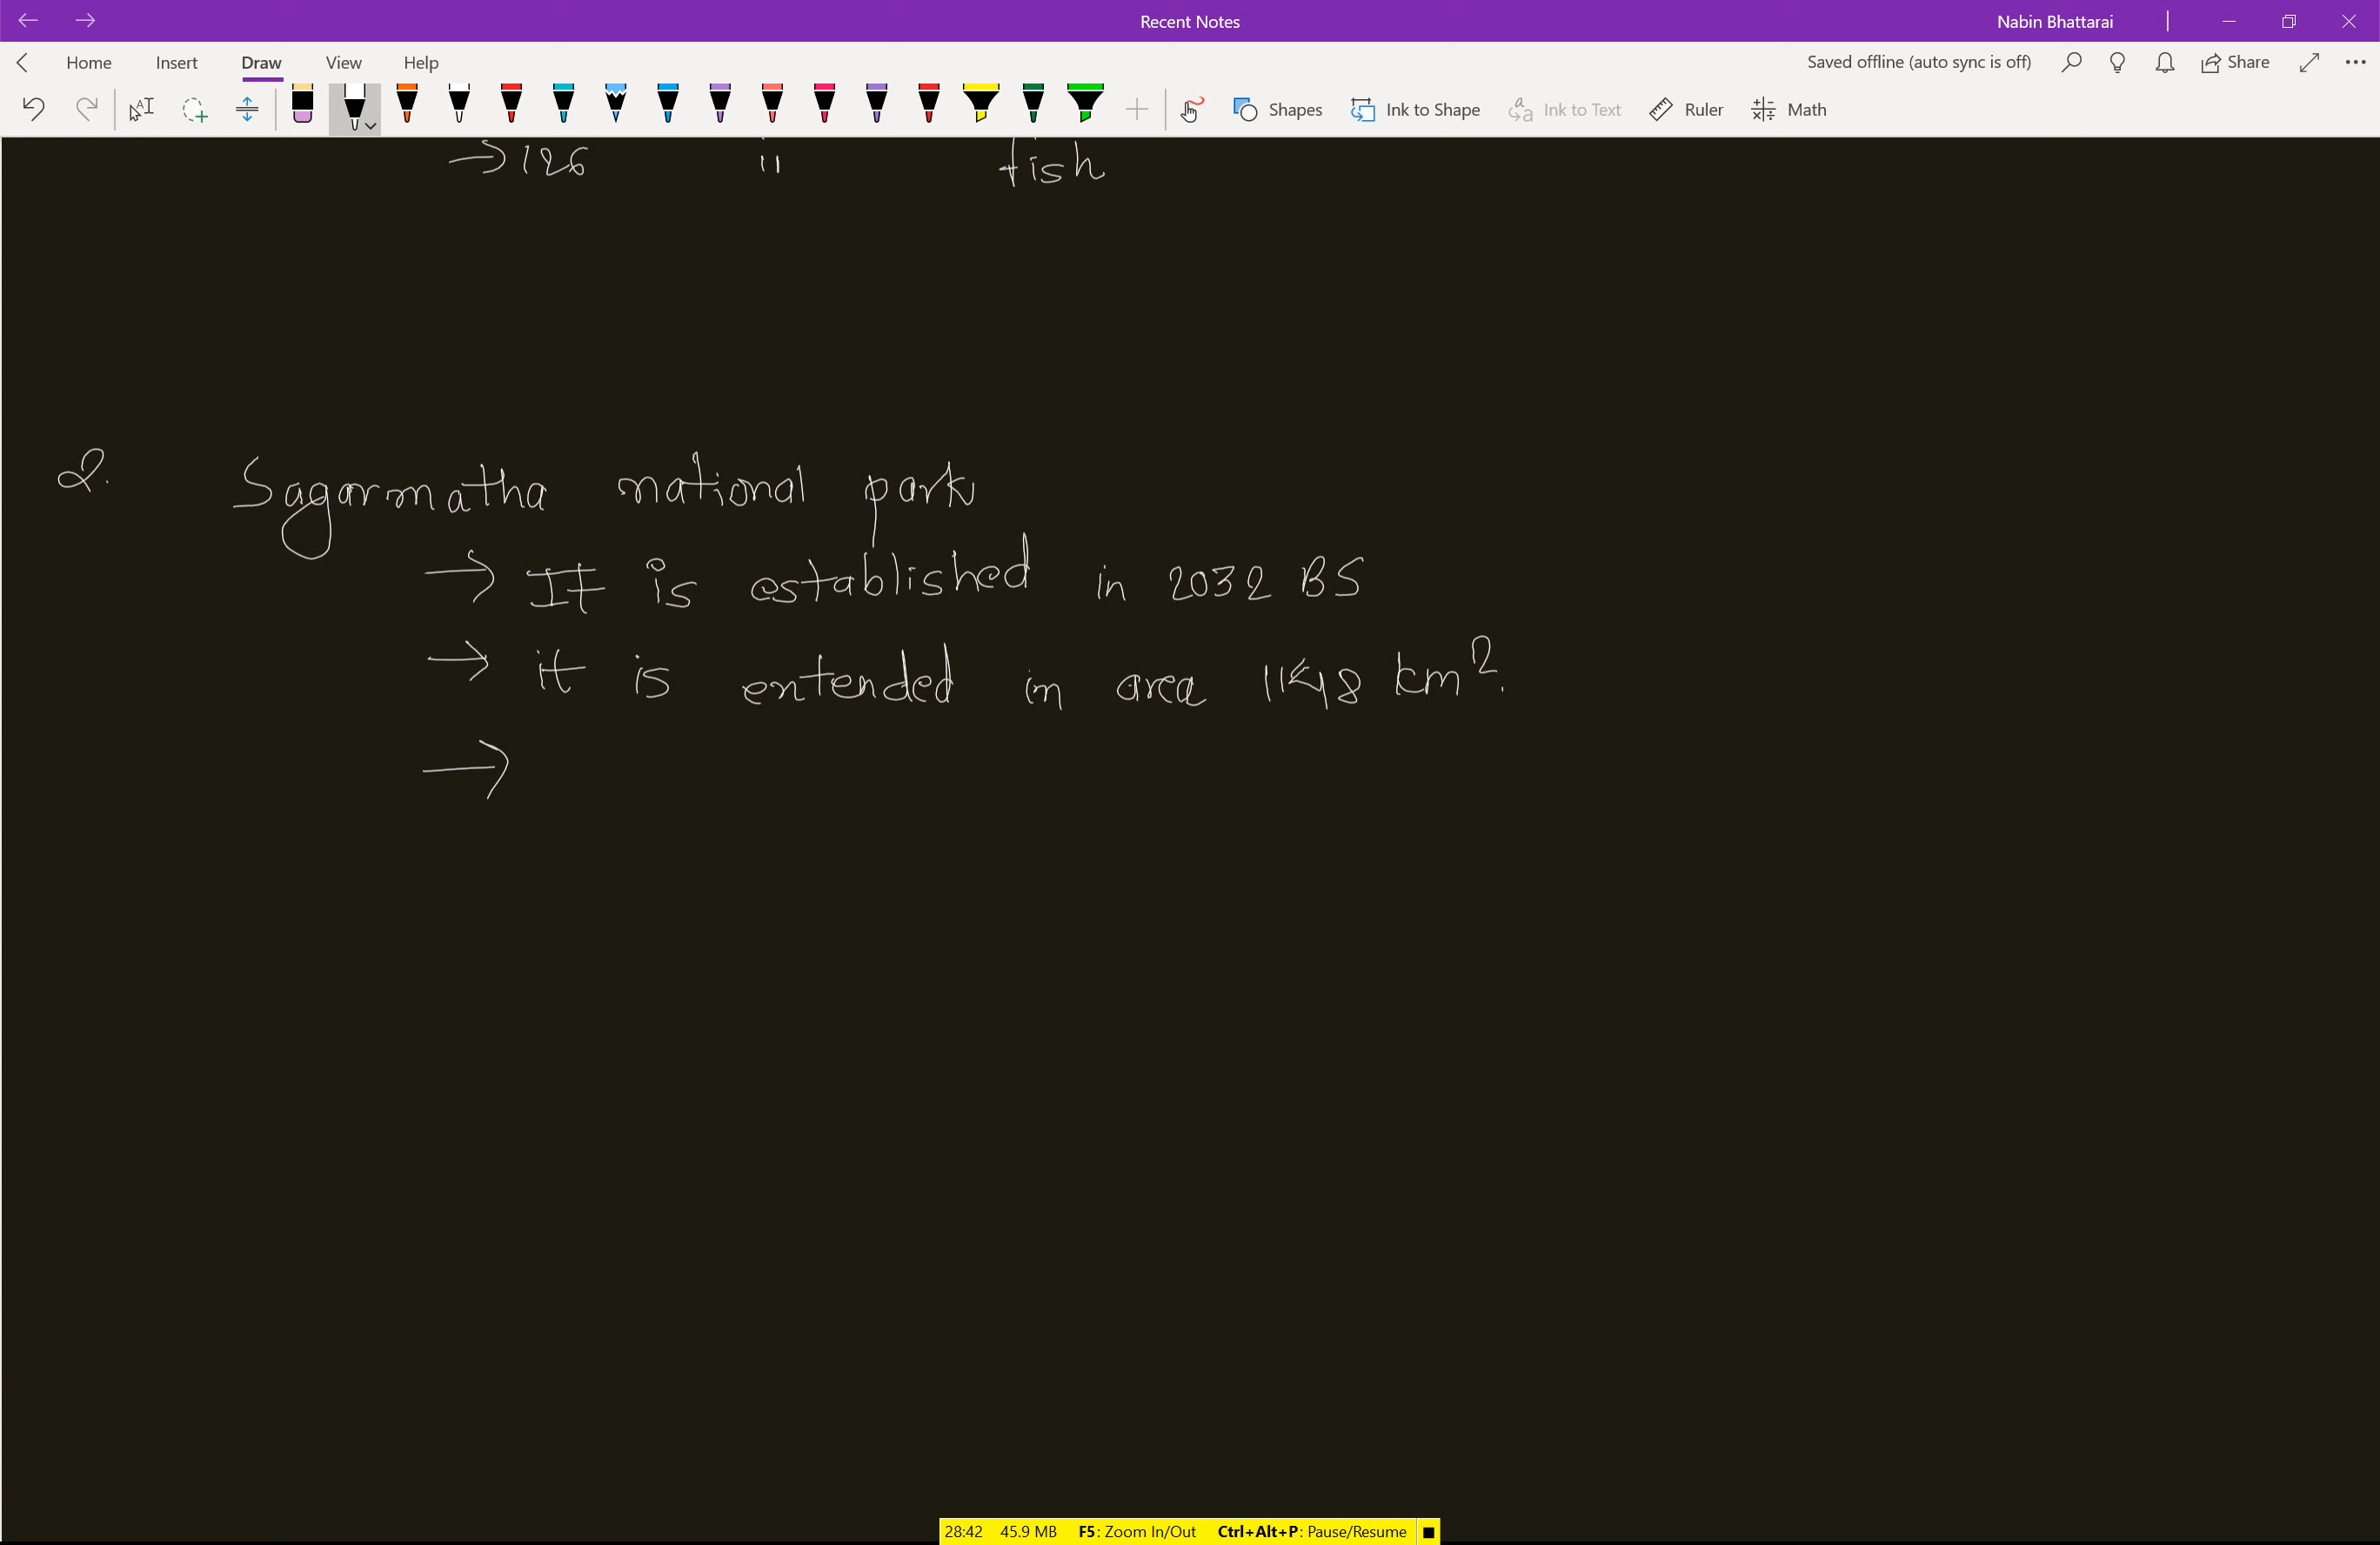 Recent Notes Nabin Bhattarai
Home Insert Draw View Help Saved offline (auto sync is off) Share
Shapes Ink to Shape Ink to Text Ruler Math
→ 126 " fish
2. Sagarmatha national park
→ It is established in 2032 BS
→ it is extended in area 1148 km².
→
28:42 45.9 MB F5: Zoom In/Out Ctrl+Alt+P: Pause/Resume